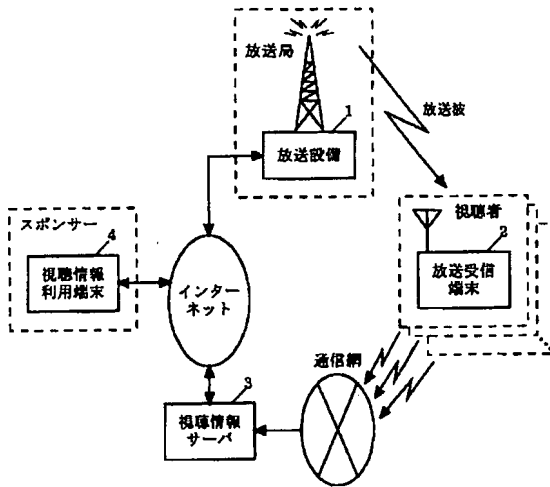 放送局
1
放送設備
放送波
スポンサー
4
視聴情報
利用端末
インター
ネット
視聴者
2
放送受信
端末
通信網
3
視聴情報
サーバ